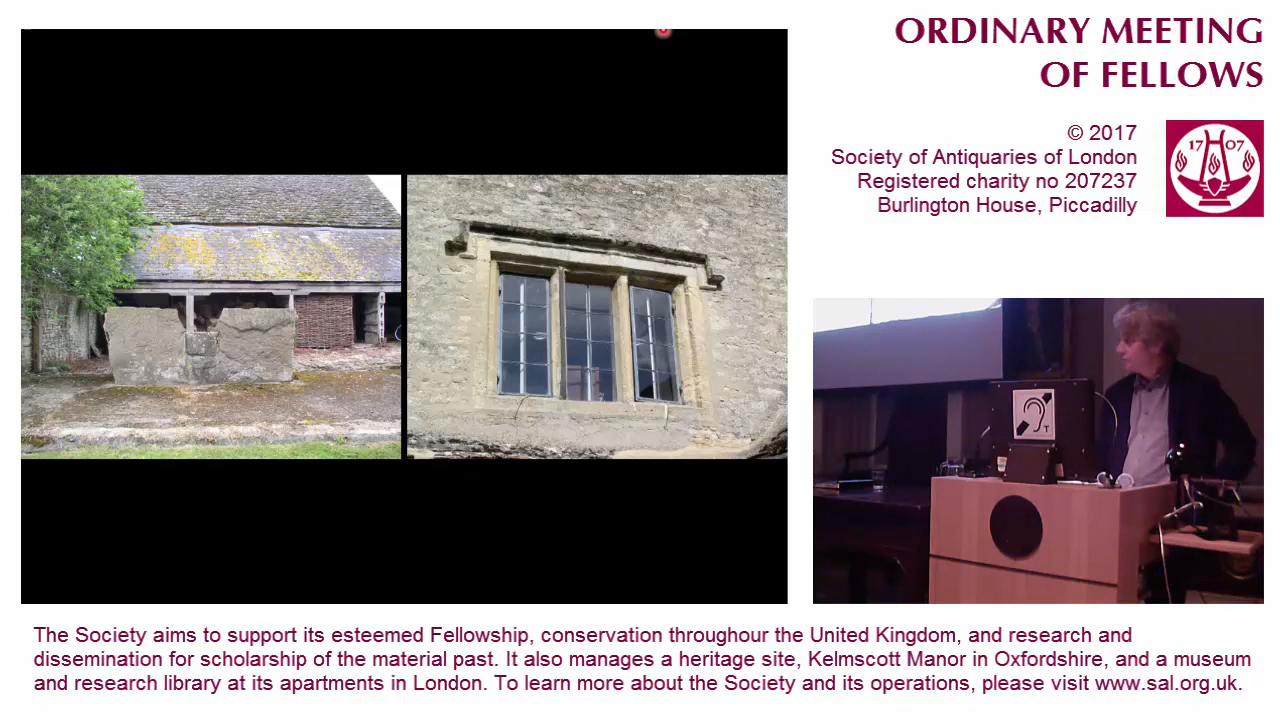 ORDINARY MEETING
OF FELLOWS
© 2017
Society of Antiquaries of London
Registered charity no 207237
Burlington House, Piccadilly
17 07
T
The Society aims to support its esteemed Fellowship, conservation throughour the United Kingdom, and research and
dissemination for scholarship of the material past. It also manages a heritage site, Kelmscott Manor in Oxfordshire, and a museum
and research library at its apartments in London. To learn more about the Society and its operations, please visit www.sal.org.uk.